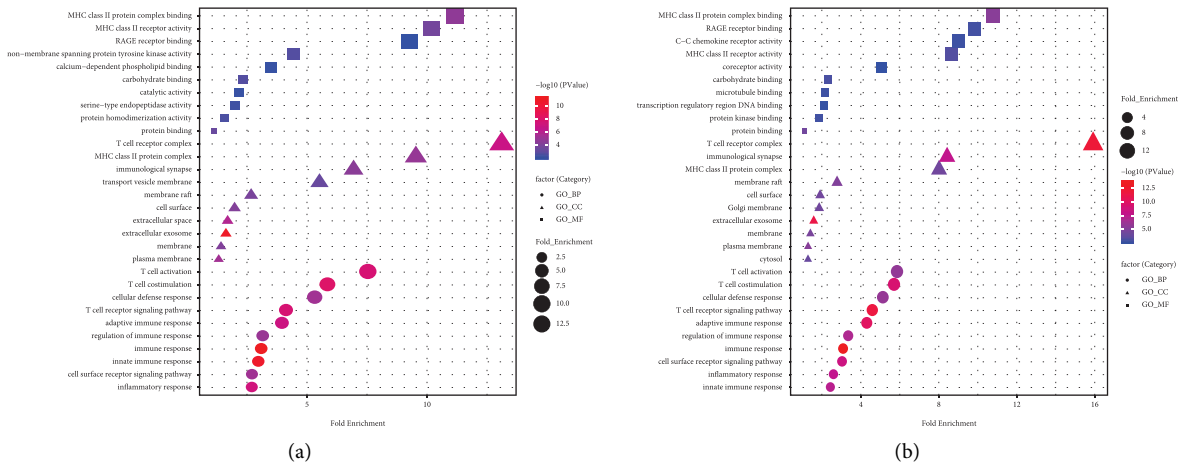 MHC class II protein complex binding
MHC class II receptor activity
RAGE receptor binding
non−membrane spanning protein tyrosine kinase activity
calcium−dependent phospholipid binding
carbohydrate binding
catalytic activity
serine−type endopeptidase activity
protein homodimerization activity
protein binding
T cell receptor complex
MHC class II protein complex
immunological synapse
transport vesicle membrane
membrane raft
cell surface
extracellular space
extracellular exosome
membrane
plasma membrane
T cell activation
T cell costimulation
cellular defense response
T cell receptor signaling pathway
adaptive immune response
regulation of immune response
immune response
innate immune response
cell surface receptor signaling pathway
inflammatory response
5
10
Fold Enrichment
−log10 (PValue)
10
8
6
4
factor (Category)
GO_BP
GO_CC
GO_MF
Fold_Enrichment
2.5
5.0
7.5
10.0
12.5
(a)
MHC class II protein complex binding
RAGE receptor binding
C−C chemokine receptor activity
MHC class II receptor activity
coreceptor activity
carbohydrate binding
microtubule binding
transcription regulatory region DNA binding
protein kinase binding
protein binding
T cell receptor complex
immunological synapse
MHC class II protein complex
membrane raft
cell surface
Golgi membrane
extracellular exosome
membrane
plasma membrane
cytosol
T cell activation
T cell costimulation
cellular defense response
T cell receptor signaling pathway
adaptive immune response
regulation of immune response
immune response
cell surface receptor signaling pathway
inflammatory response
innate immune response
4
8
12
16
Fold Enrichment
Fold_Enrichment
4
8
12
−log10 (PValue)
12.5
10.0
7.5
5.0
factor (Category)
GO_BP
GO_CC
GO_MF
(b)